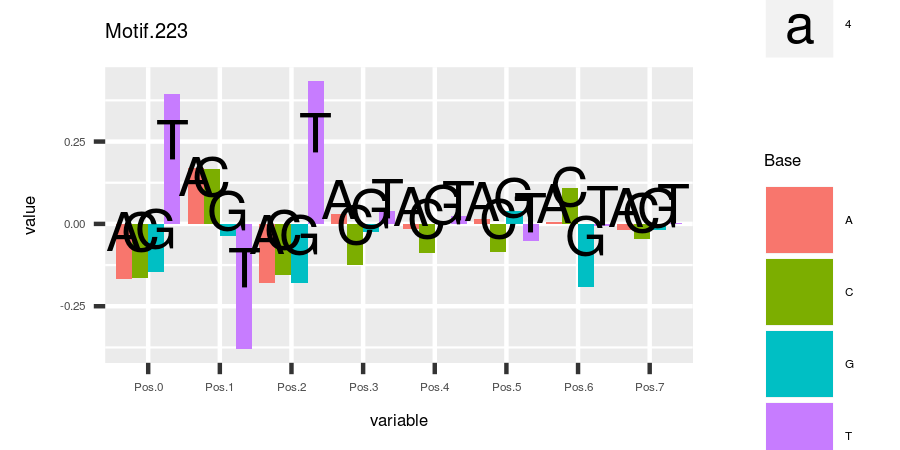 Motif.223
a 4
0.25
0.00
-0.25
value
A C G T A C G T A C G T A C G T A C G T A C G T A C G T A C G T
Pos.0 Pos.1 Pos.2 Pos.3 Pos.4 Pos.5 Pos.6 Pos.7
variable
Base
A
C
G
T